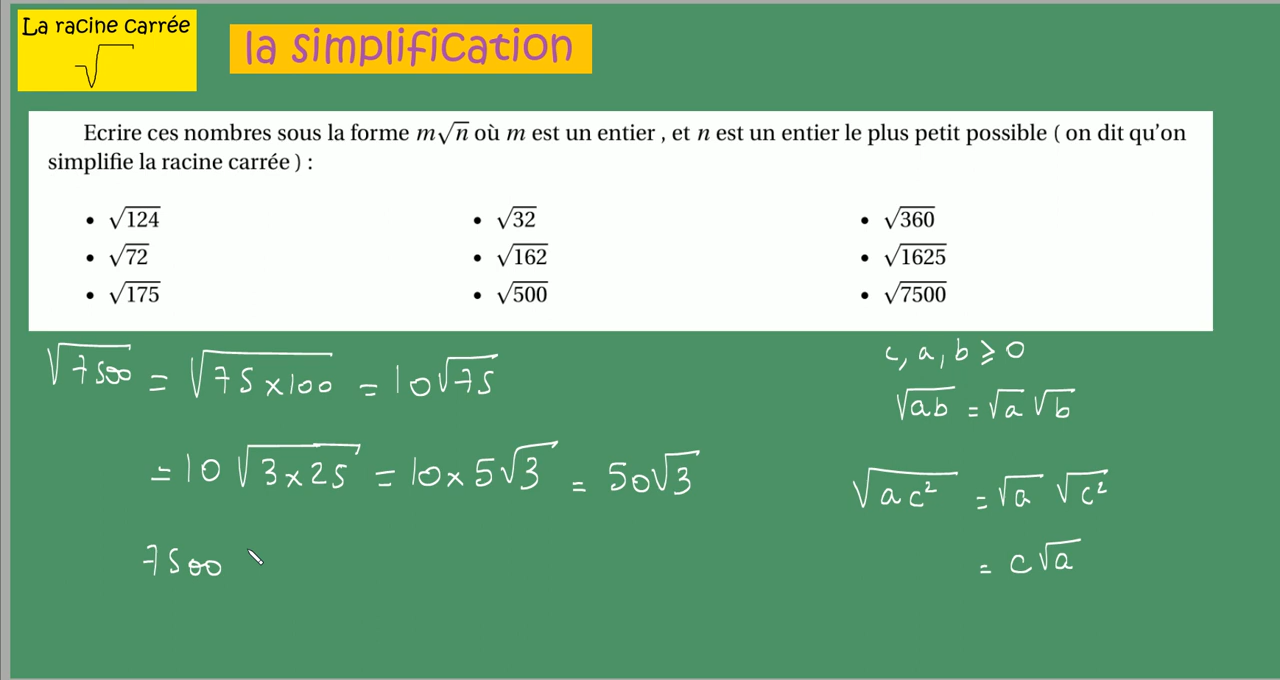 La racine carrée
√
la simplification
Ecrire ces nombres sous la forme m√n où m est un entier , et n est un entier le plus petit possible ( on dit qu'on
simplifie la racine carrée ) :
• √124 • √32 • √360
• √72 • √162 • √1625
• √175 • √500 • √7500
√7500 = √75×100 = 10√75
c, a, b ⩾ 0
√ab = √a √b
= 10 √3×25 = 10×5√3 = 50√3
√ac² = √a √c²
7500
= c√a